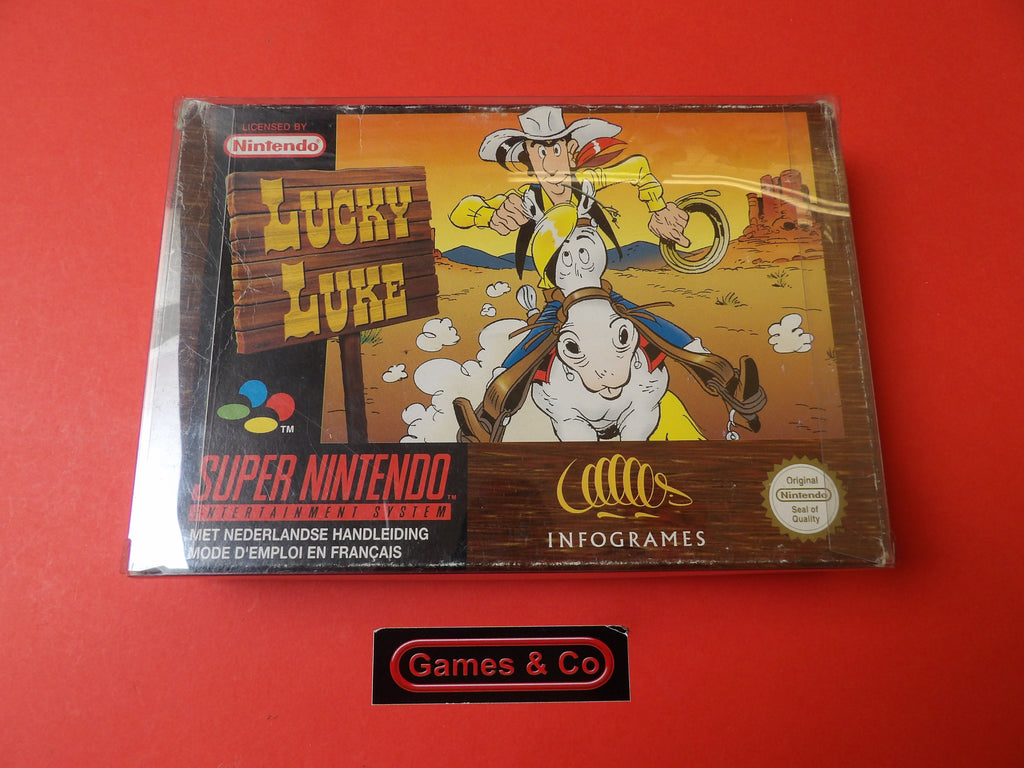 LICENSED BY
Nintendo
LUCKY
LUKE
TM
SUPER NINTENDO
TM
ENTERTAINMENT SYSTEM
MET NEDERLANDSE HANDLEIDING
MODE D'EMPLOI EN FRANÇAIS
INFOGRAMES
Original
Nintendo
Seal of
Quality
Games & Co